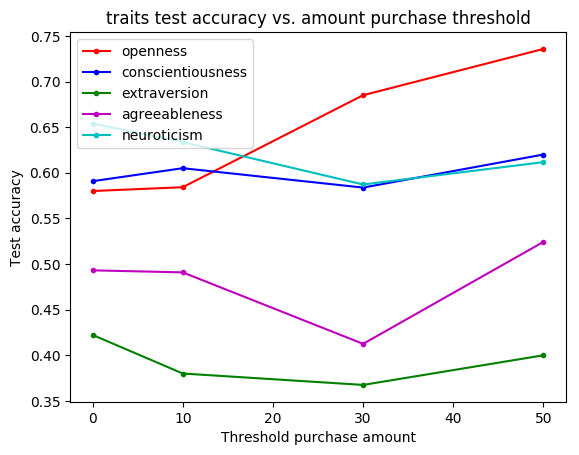 traits test accuracy vs. amount purchase threshold
openness
conscientiousness
extraversion
agreeableness
neuroticism
Test accuracy
0.75
0.70
0.65
0.60
0.55
0.50
0.45
0.40
0.35
0 10 20 30 40 50
Threshold purchase amount